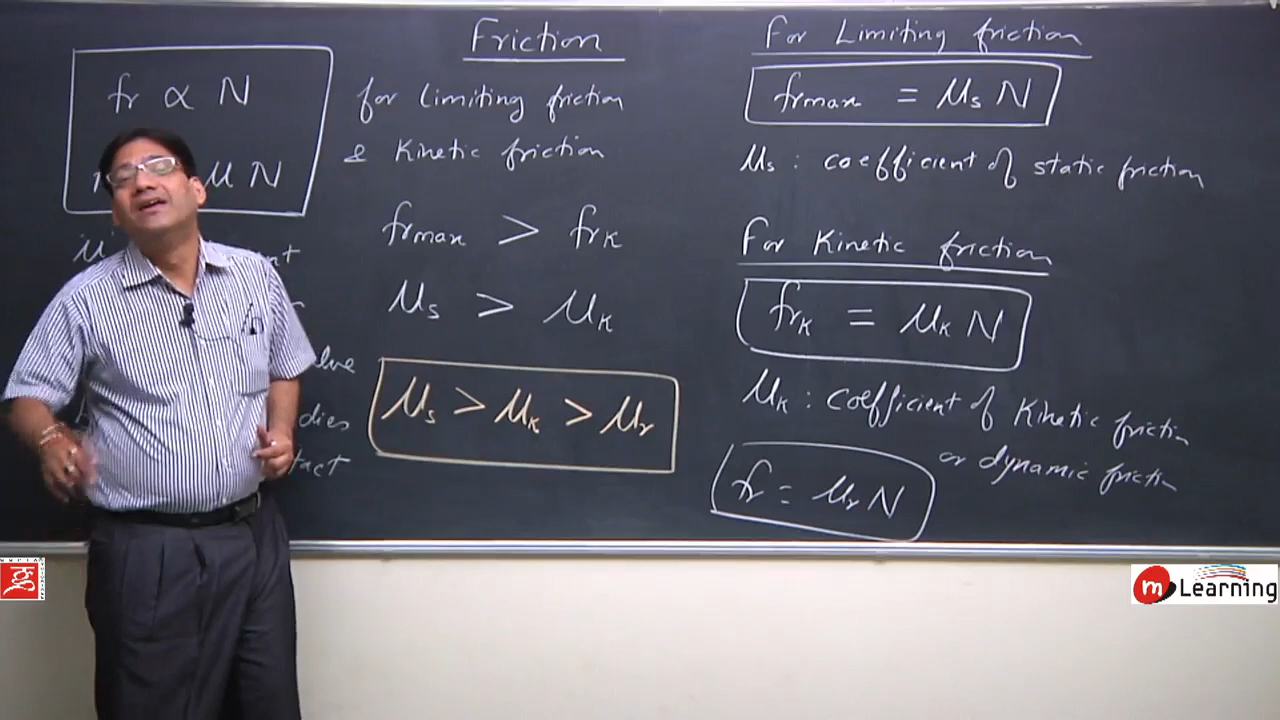 Friction
fr ∝ N
μ N
for Limiting friction
& Kinetic friction
frmax > frK
μs > μK
μs > μK > μr
For Limiting friction
frmax = μs N
μs : coefficient of static friction
For Kinetic friction
frK = μK N
μK : coefficient of Kinetic friction
or dynamic friction
fr = μr N
m Learning